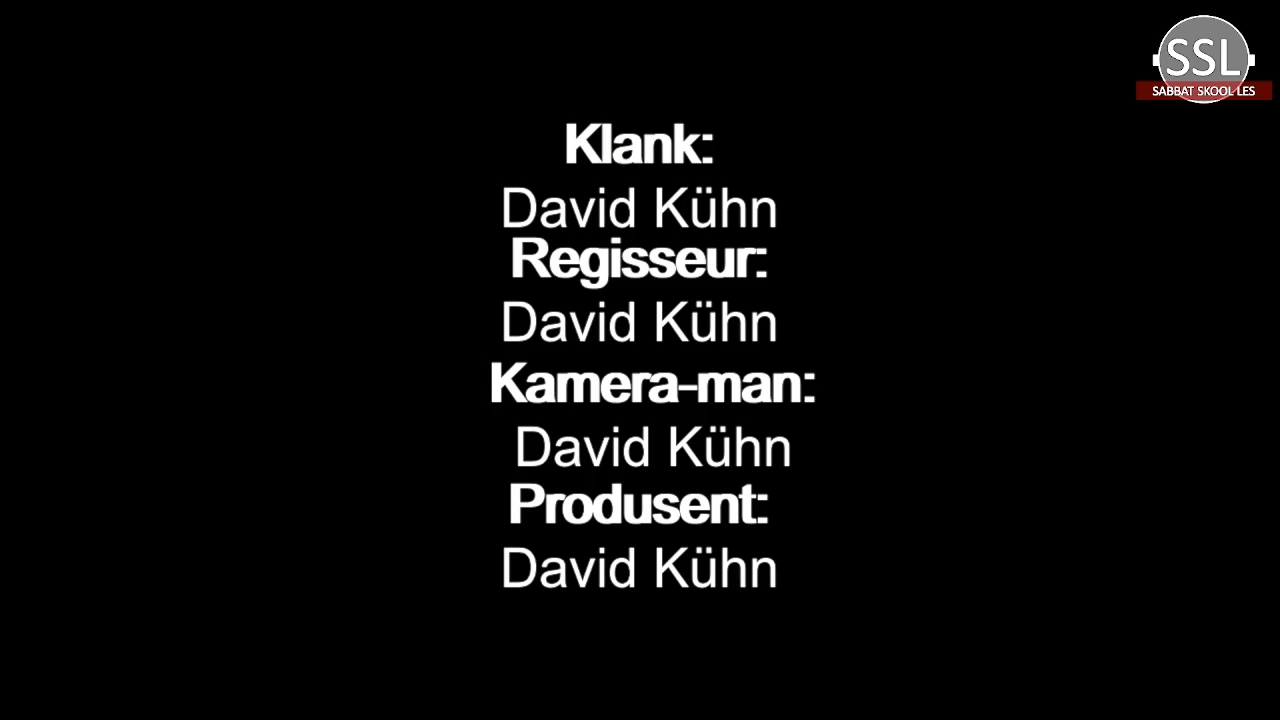 SSL
SABBAT SKOOL LES
Klank:
David Kühn
Regisseur:
David Kühn
Kamera-man:
David Kühn
Produsent:
David Kühn